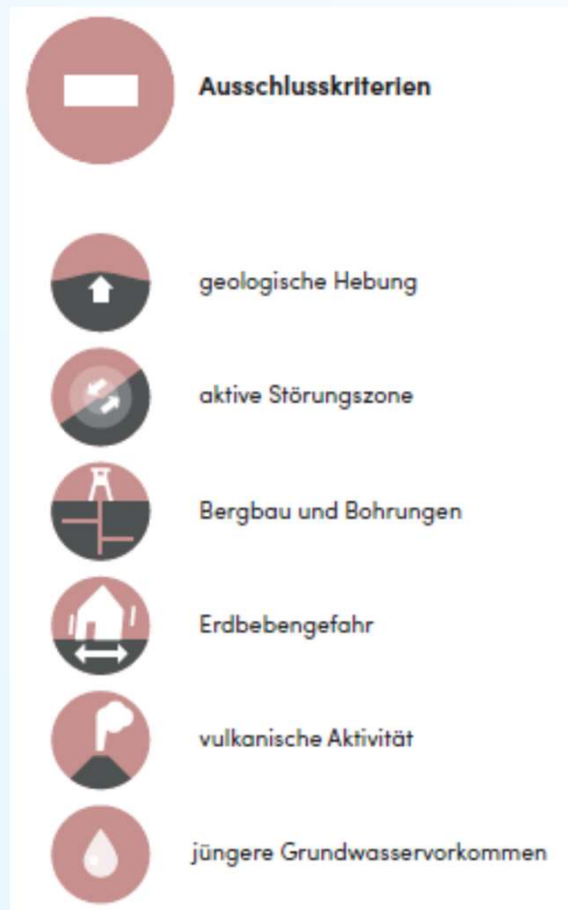 Ausschlusskriterien
geologische Hebung
aktive Störungszone
Bergbau und Bohrungen
Erdbebengefahr
vulkanische Aktivität
jüngere Grundwasservorkommen